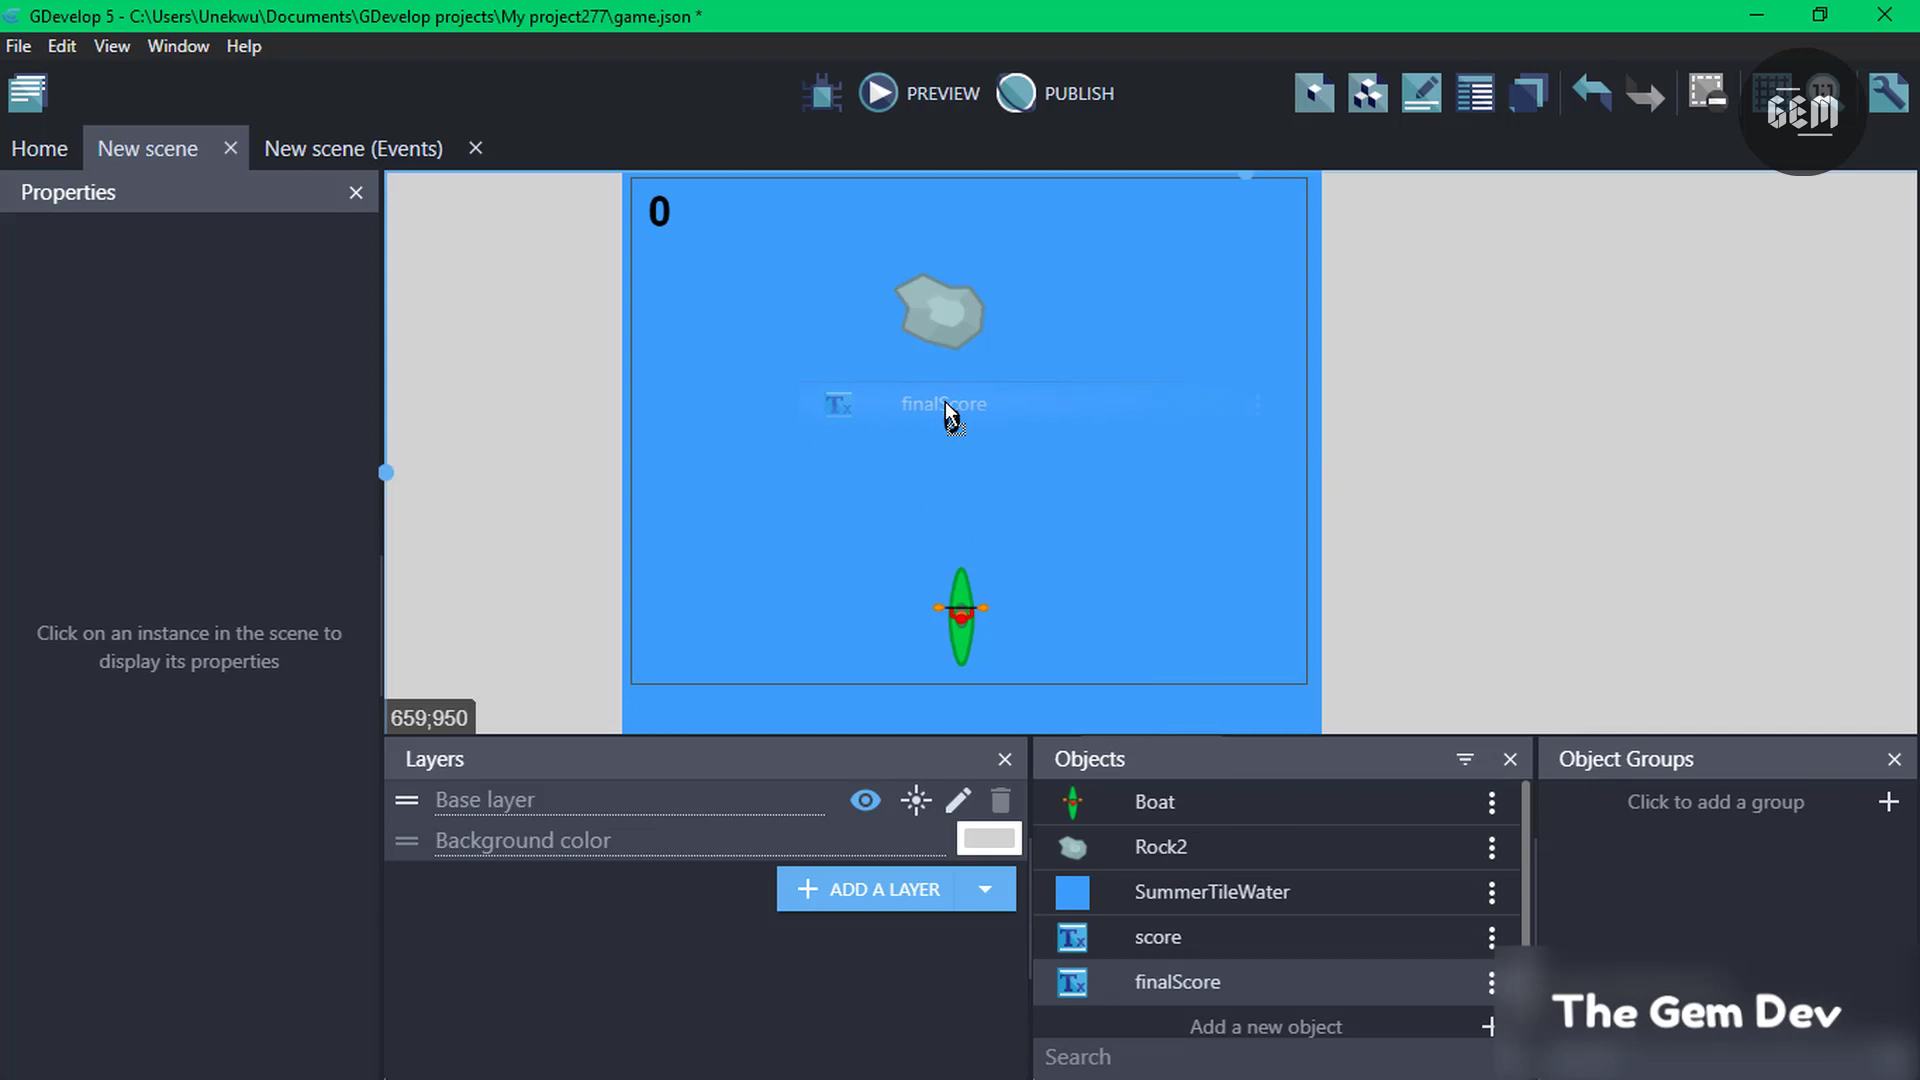 GDevelop 5 - C:\Users\Unekwu\Documents\GDevelop projects\My project277\game.json *
File Edit View Window Help
PREVIEW PUBLISH
GEM
Home New scene New scene (Events)
Properties
0
finalScore
Click on an instance in the scene to
display its properties
659;950
Layers
Base layer
Background color
ADD A LAYER
Objects
Boat
Rock2
SummerTileWater
Tx score
Tx finalScore
Add a new object
Search
Object Groups
Click to add a group
The Gem Dev